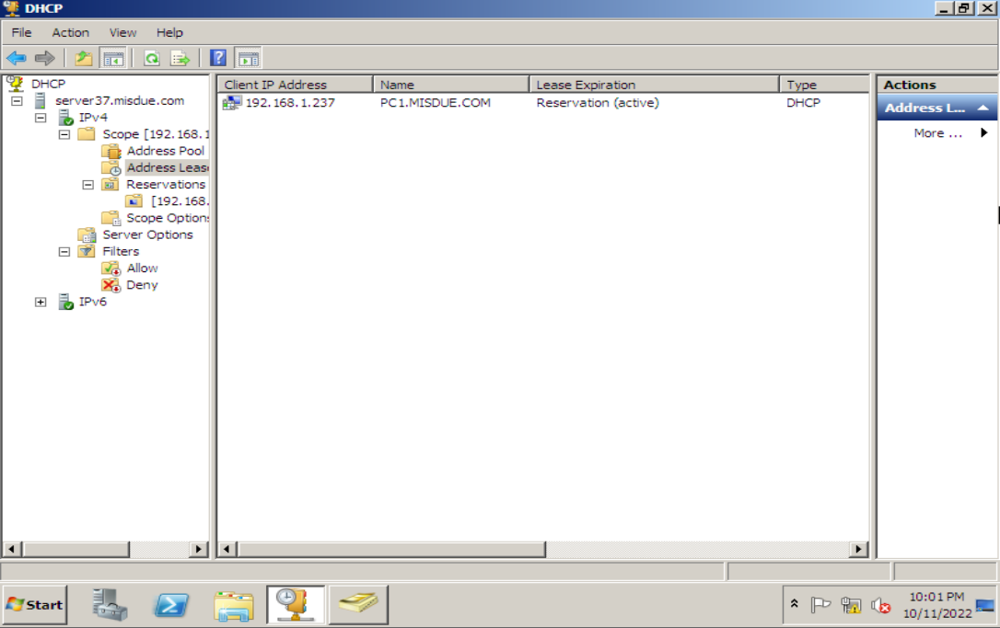 DHCP
File Action View Help
DHCP
server37.misdue.com
IPv4
Scope [192.168.1
Address Pool
Address Leas
Reservations
[192.168.
Scope Option
Server Options
Filters
Allow
Deny
IPv6
Client IP Address Name Lease Expiration Type
192.168.1.237 PC1.MISDUE.COM Reservation (active) DHCP
Actions
Address L...
More ...
Start
10:01 PM
10/11/2022